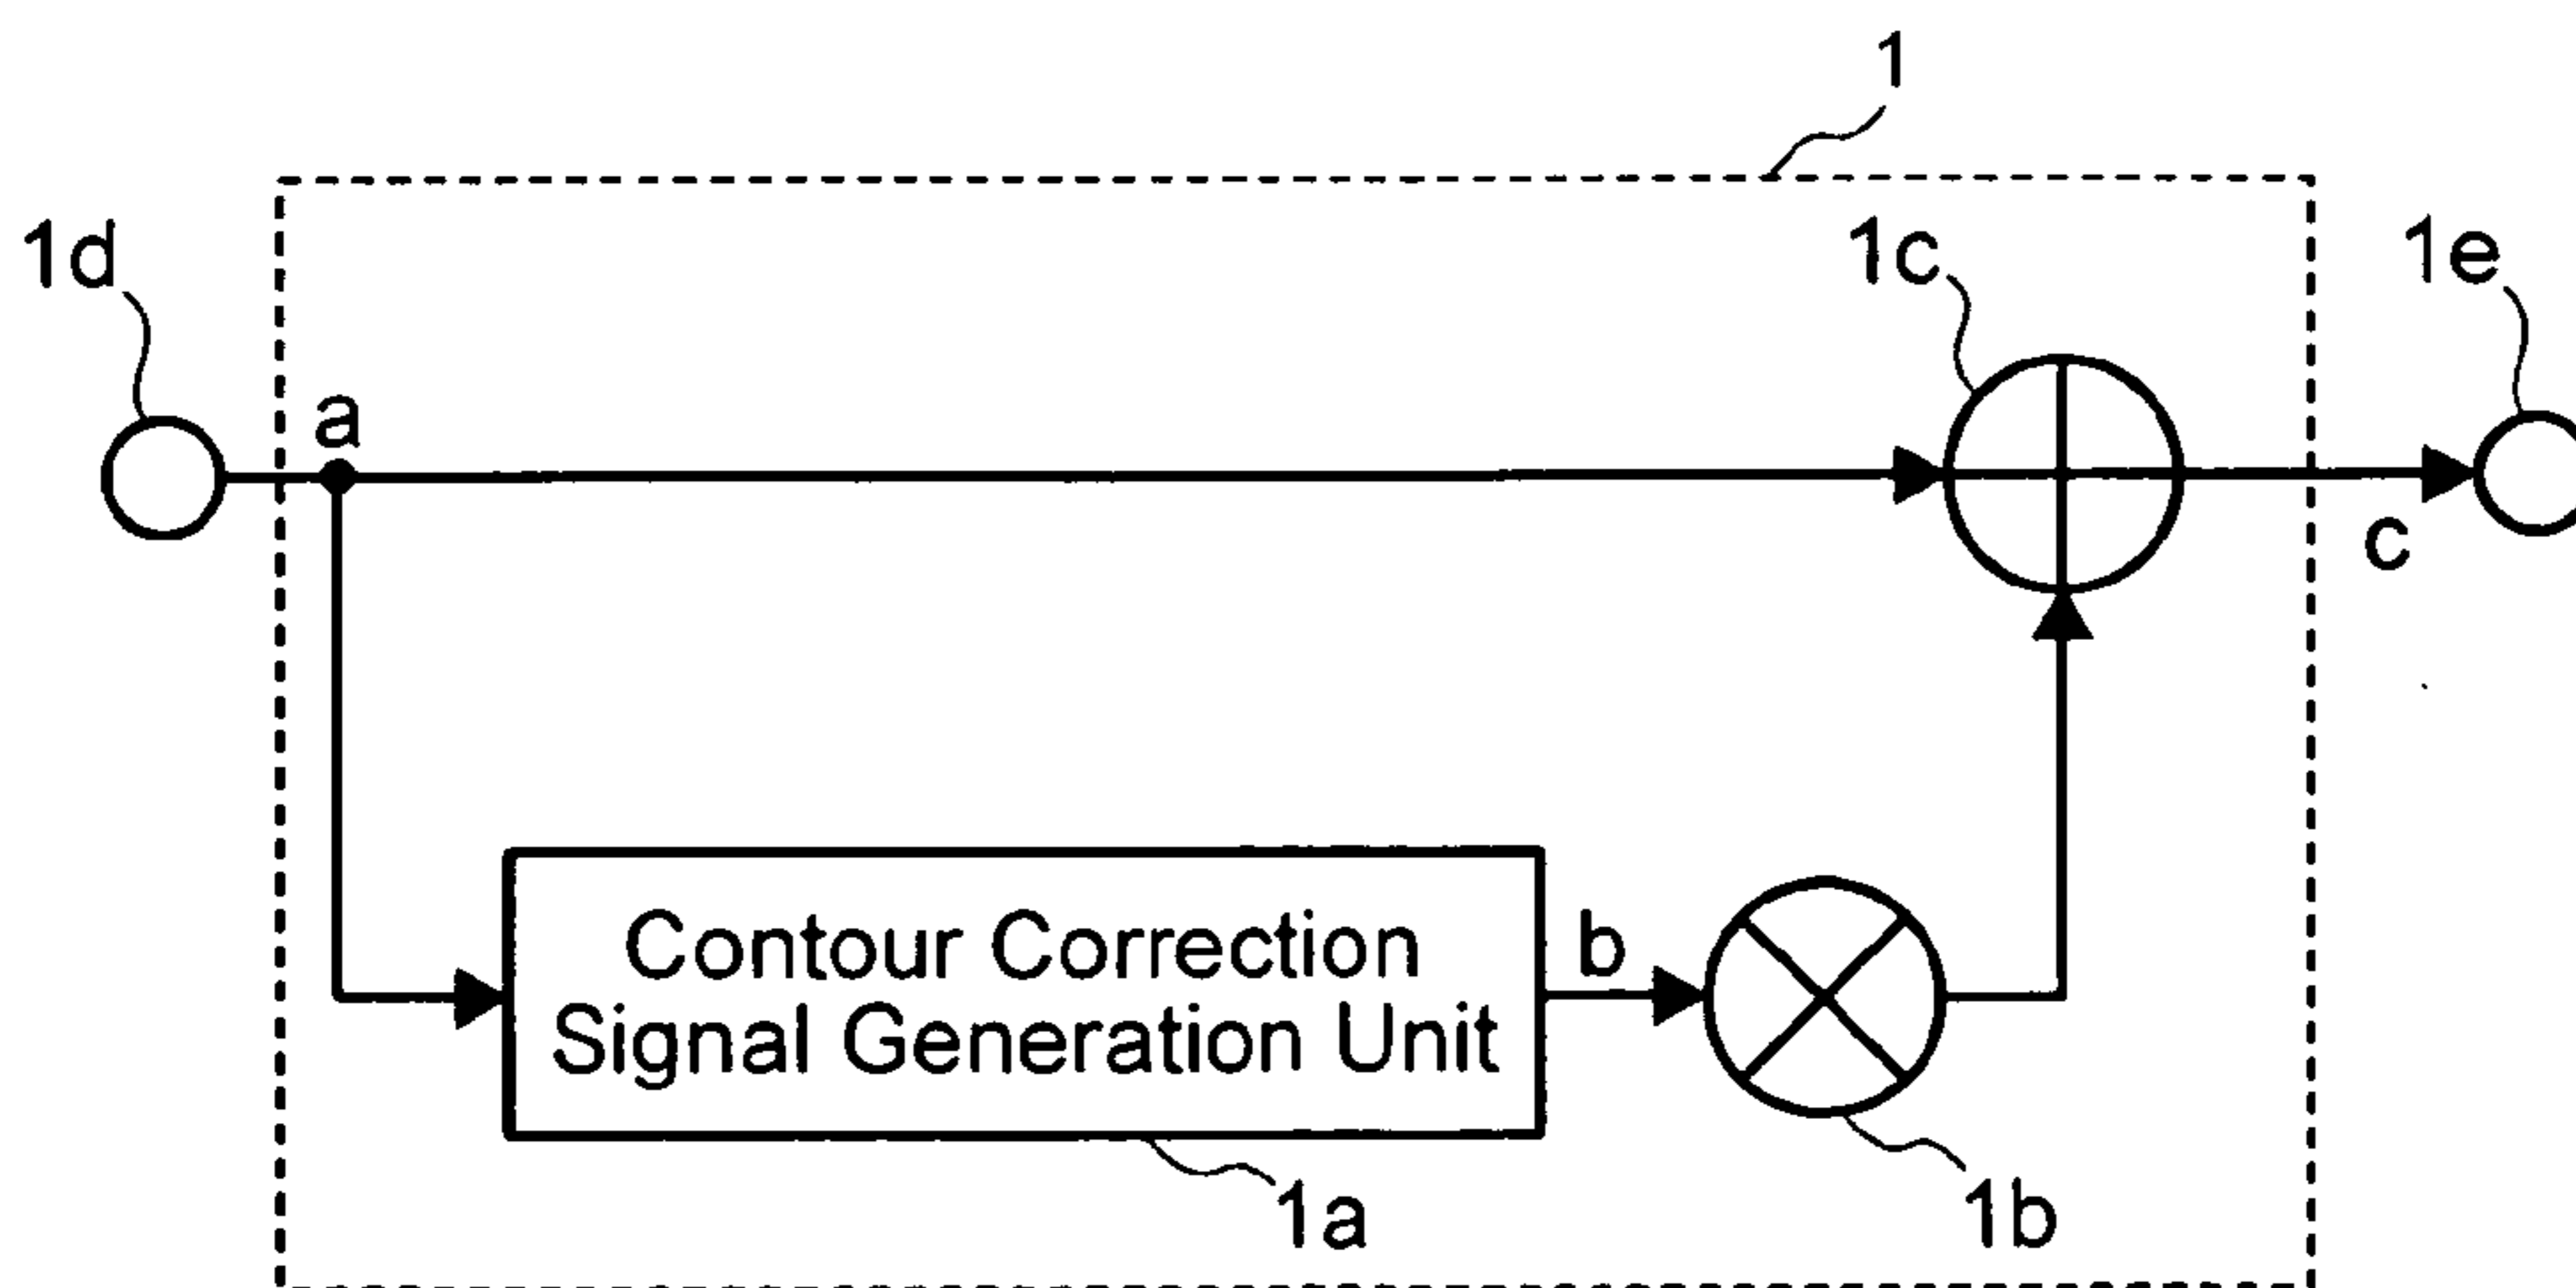 1
1d
1c
1e
a
c
Contour Correction
Signal Generation Unit
b
1a
1b